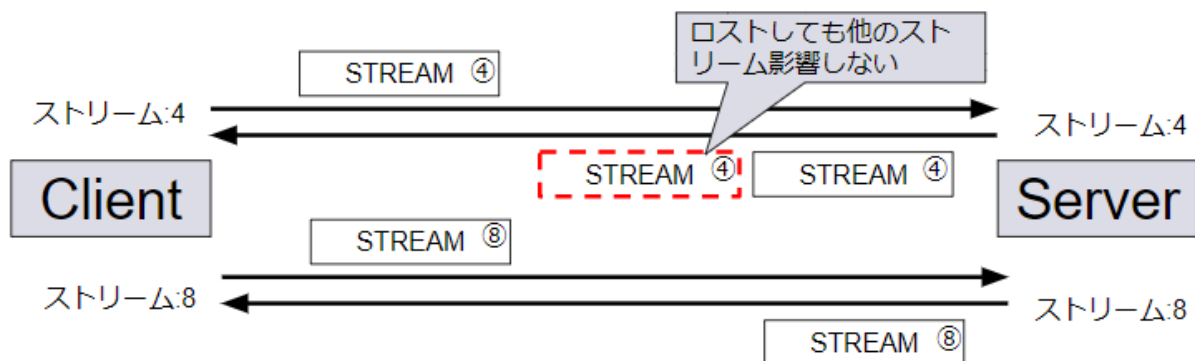 ロストしても他のスト
リーム影響しない
STREAM ④
ストリーム:4
ストリーム:4
STREAM ④
STREAM ④
Client
Server
STREAM ⑧
ストリーム:8
ストリーム:8
STREAM ⑧